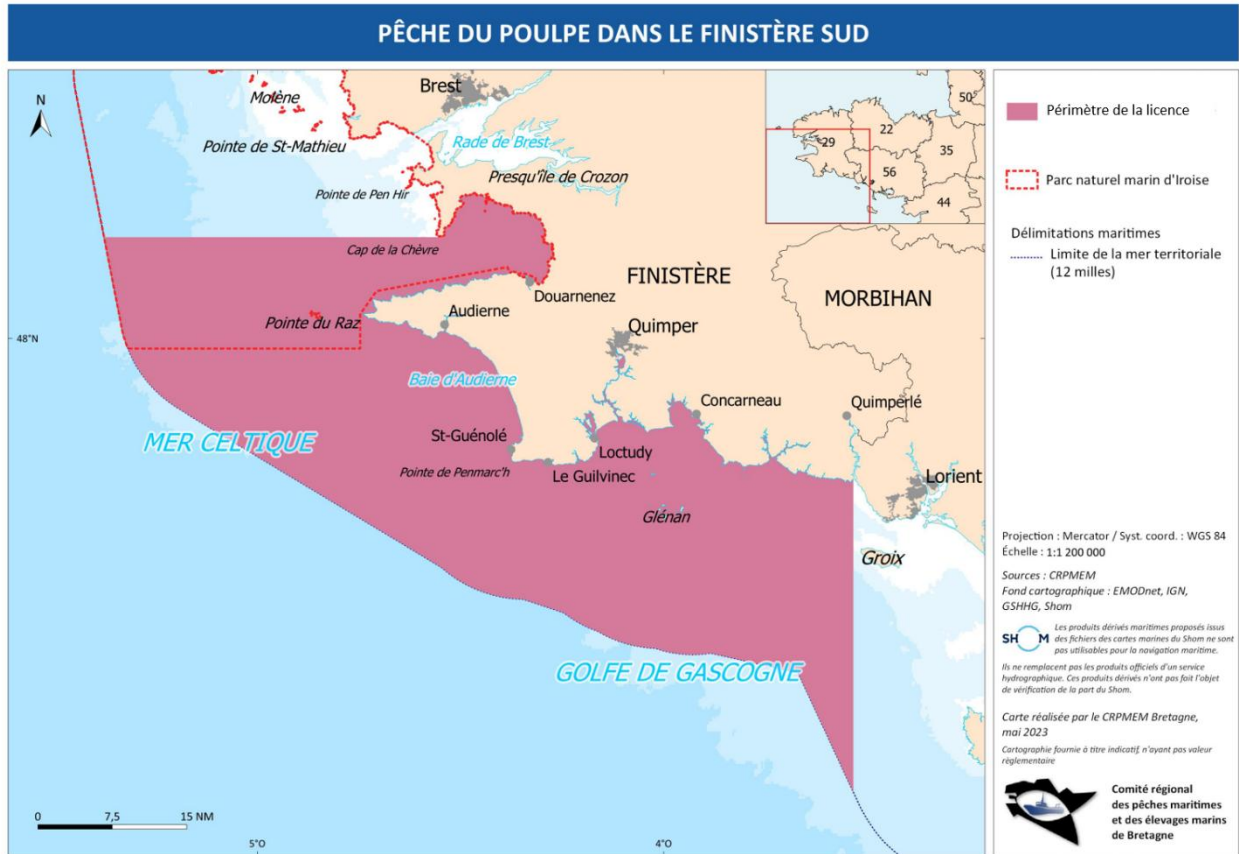 PÊCHE DU POULPE DANS LE FINISTÈRE SUD
N
Molène
Brest
Pointe de St-Mathieu
Rade de Brest
Pointe de Pen Hir
Presqu'île de Crozon
Cap de la Chèvre
FINISTÈRE
MORBIHAN
Douarnenez
Pointe du Raz
Audierne
Quimper
48°N
Baie d'Audierne
Concarneau
Quimperlé
MER CELTIQUE
St-Guénolé
Loctudy
Pointe de Penmarc'h
Le Guilvinec
Lorient
Glénan
Groix
GOLFE DE GASCOGNE
0 7,5 15 NM
5°O
4°O
50
22
29
35
56
44
Périmètre de la licence
Parc naturel marin d'Iroise
Délimitations maritimes
Limite de la mer territoriale
(12 milles)
Projection : Mercator / Syst. coord. : WGS 84
Échelle : 1:1 200 000
Sources : CRPMEM
Fond cartographique : EMODnet, IGN,
GSHHG, Shom
SHOM
Les produits dérivés maritimes proposés issus
des fichiers des cartes marines du Shom ne sont
pas utilisables pour la navigation maritime.
Ils ne remplacent pas les produits officiels d'un service
hydrographique. Ces produits dérivés n'ont pas fait l'objet
de vérification de la part du Shom.
Carte réalisée par le CRPMEM Bretagne,
mai 2023
Cartographie fournie à titre indicatif, n'ayant pas valeur
règlementaire
Comité régional
des pêches maritimes
et des élevages marins
de Bretagne